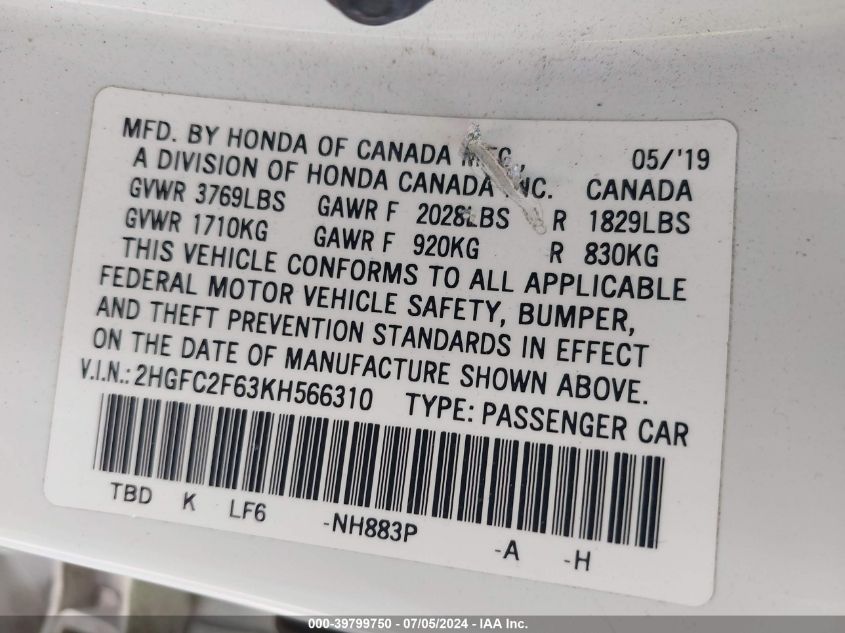 MFD. BY HONDA OF CANADA MFG., 05/'19
A DIVISION OF HONDA CANADA INC. CANADA
GVWR 3769LBS GAWR F 2028LBS R 1829LBS
GVWR 1710KG GAWR F 920KG R 830KG
THIS VEHICLE CONFORMS TO ALL APPLICABLE
FEDERAL MOTOR VEHICLE SAFETY, BUMPER,
AND THEFT PREVENTION STANDARDS IN EFFECT
ON THE DATE OF MANUFACTURE SHOWN ABOVE.
V.I.N.: 2HGFC2F63KH566310 TYPE: PASSENGER CAR
TBD K LF6 -NH883P -A -H
000-39799750 | 07/05/2024 - IAA Inc.